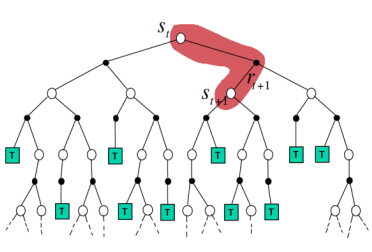 s_t
r_{t+1}
s_{t+1}
T T T T T
T T T T T